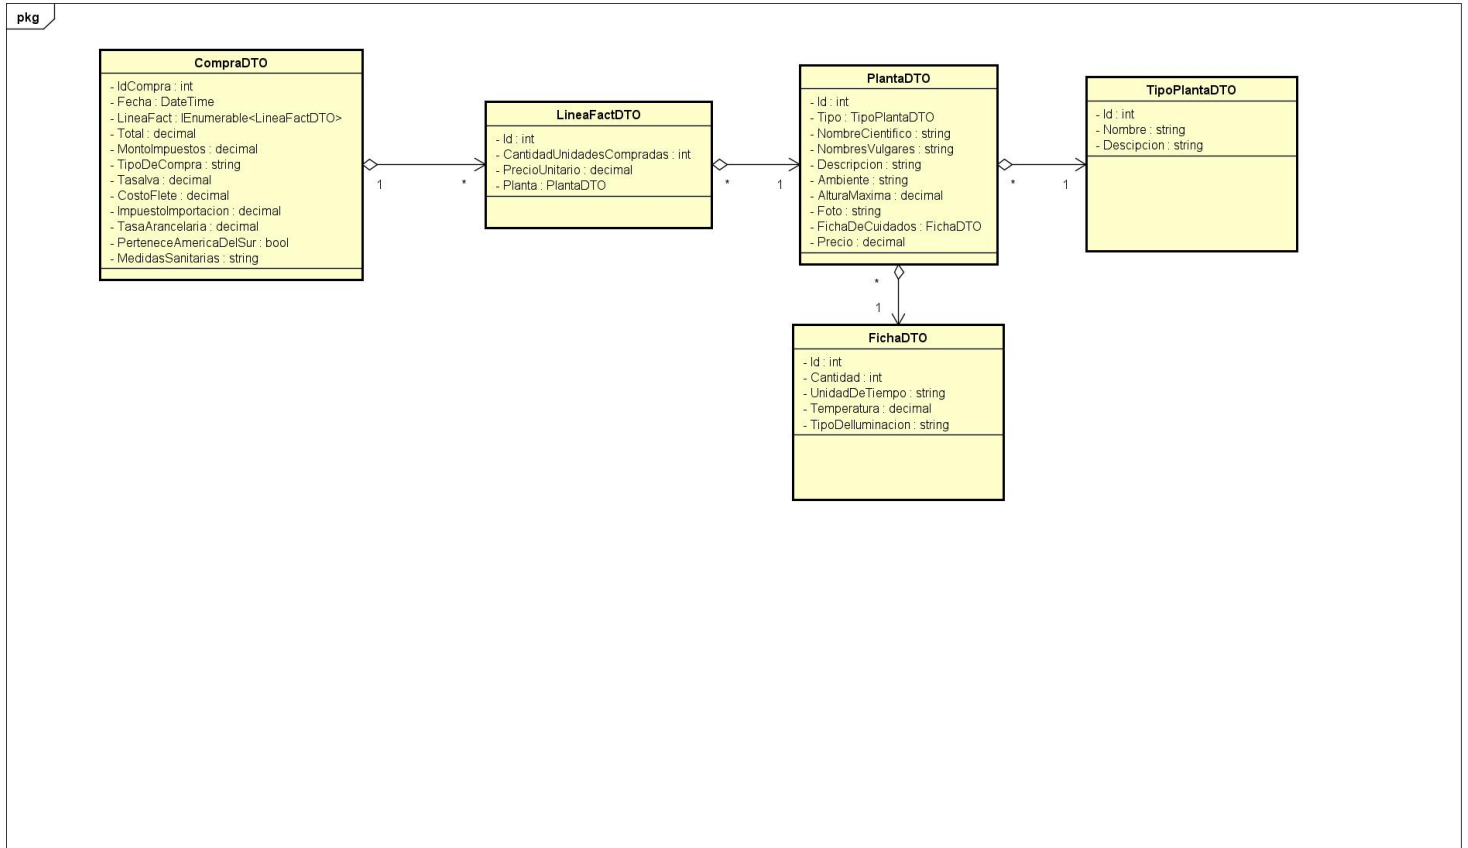 pkg
CompraDTO
- IdCompra : int
- Fecha : DateTime
- LineaFact : IEnumerable<LineaFactDTO>
- Total : decimal
- MontoImpuestos : decimal
- TipoDeCompra : string
- TasaIva : decimal
- CostoFlete : decimal
- ImpuestoImportacion : decimal
- TasaArancelaria : decimal
- PerteneceAmericaDelSur : bool
- MedidasSanitarias : string
1
*
LineaFactDTO
- Id : int
- CantidadUnidadesCompradas : int
- PrecioUnitario : decimal
- Planta : PlantaDTO
*
1
PlantaDTO
- Id : int
- Tipo : TipoPlantaDTO
- NombreCientifico : string
- NombresVulgares : string
- Descripcion : string
- Ambiente : string
- AlturaMaxima : decimal
- Foto : string
- FichaDeCuidados : FichaDTO
- Precio : decimal
*
1
TipoPlantaDTO
- Id : int
- Nombre : string
- Descipcion : string
*
1
FichaDTO
- Id : int
- Cantidad : int
- UnidadDeTiempo : string
- Temperatura : decimal
- TipoDeIluminacion : string